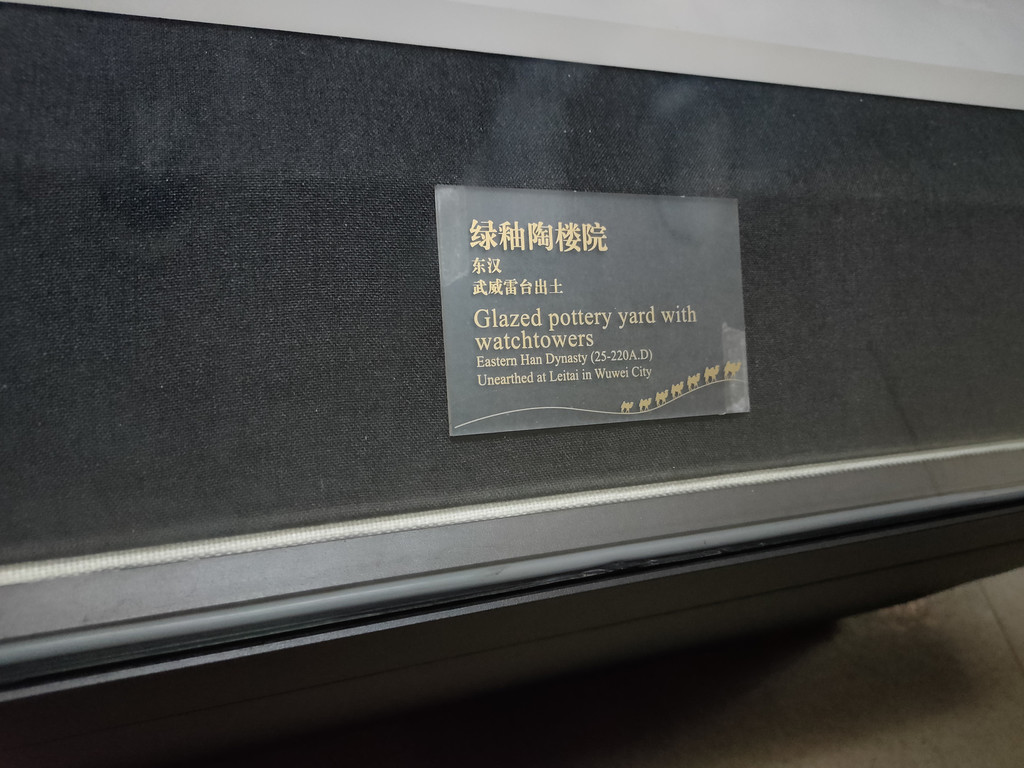 绿釉陶楼院
东汉
武威雷台出土
Glazed pottery yard with
watchtowers
Eastern Han Dynasty (25-220A.D)
Unearthed at Leitai in Wuwei City